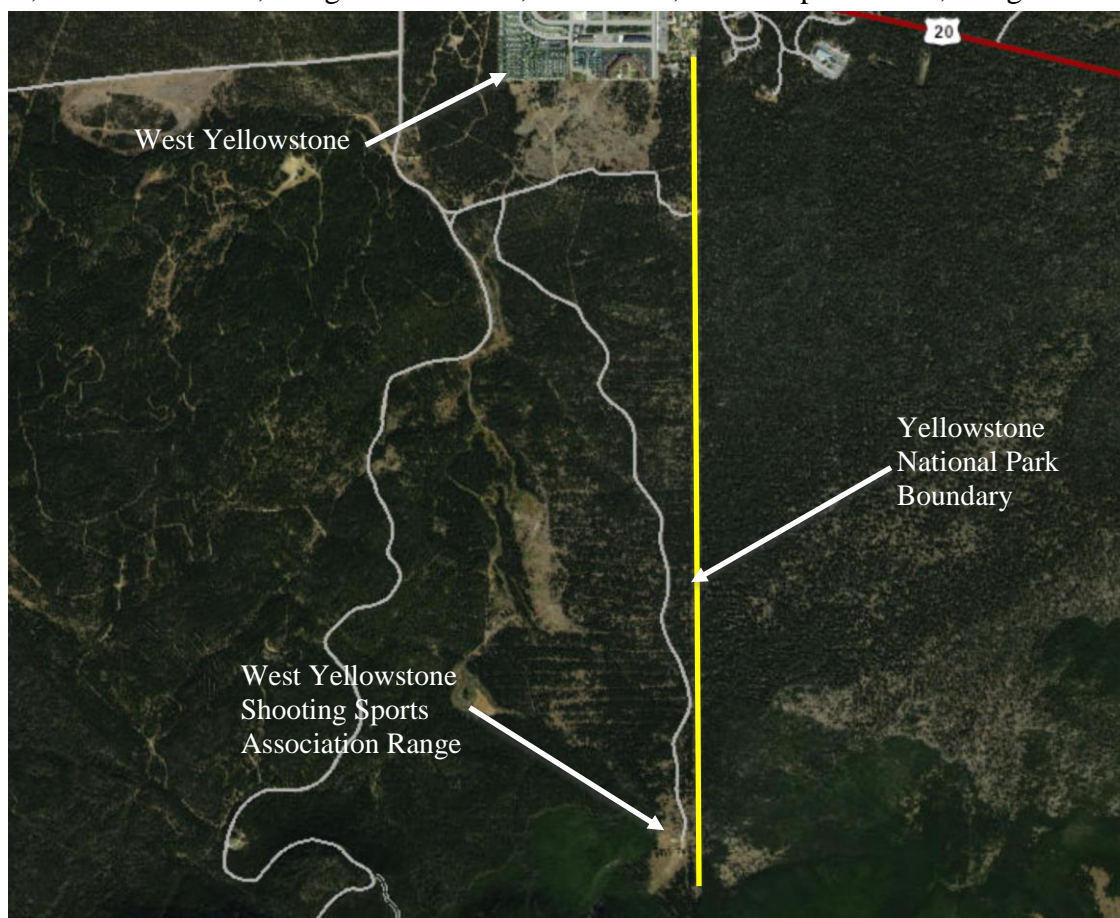 20
West Yellowstone
Yellowstone
National Park
Boundary
West Yellowstone
Shooting Sports
Association Range